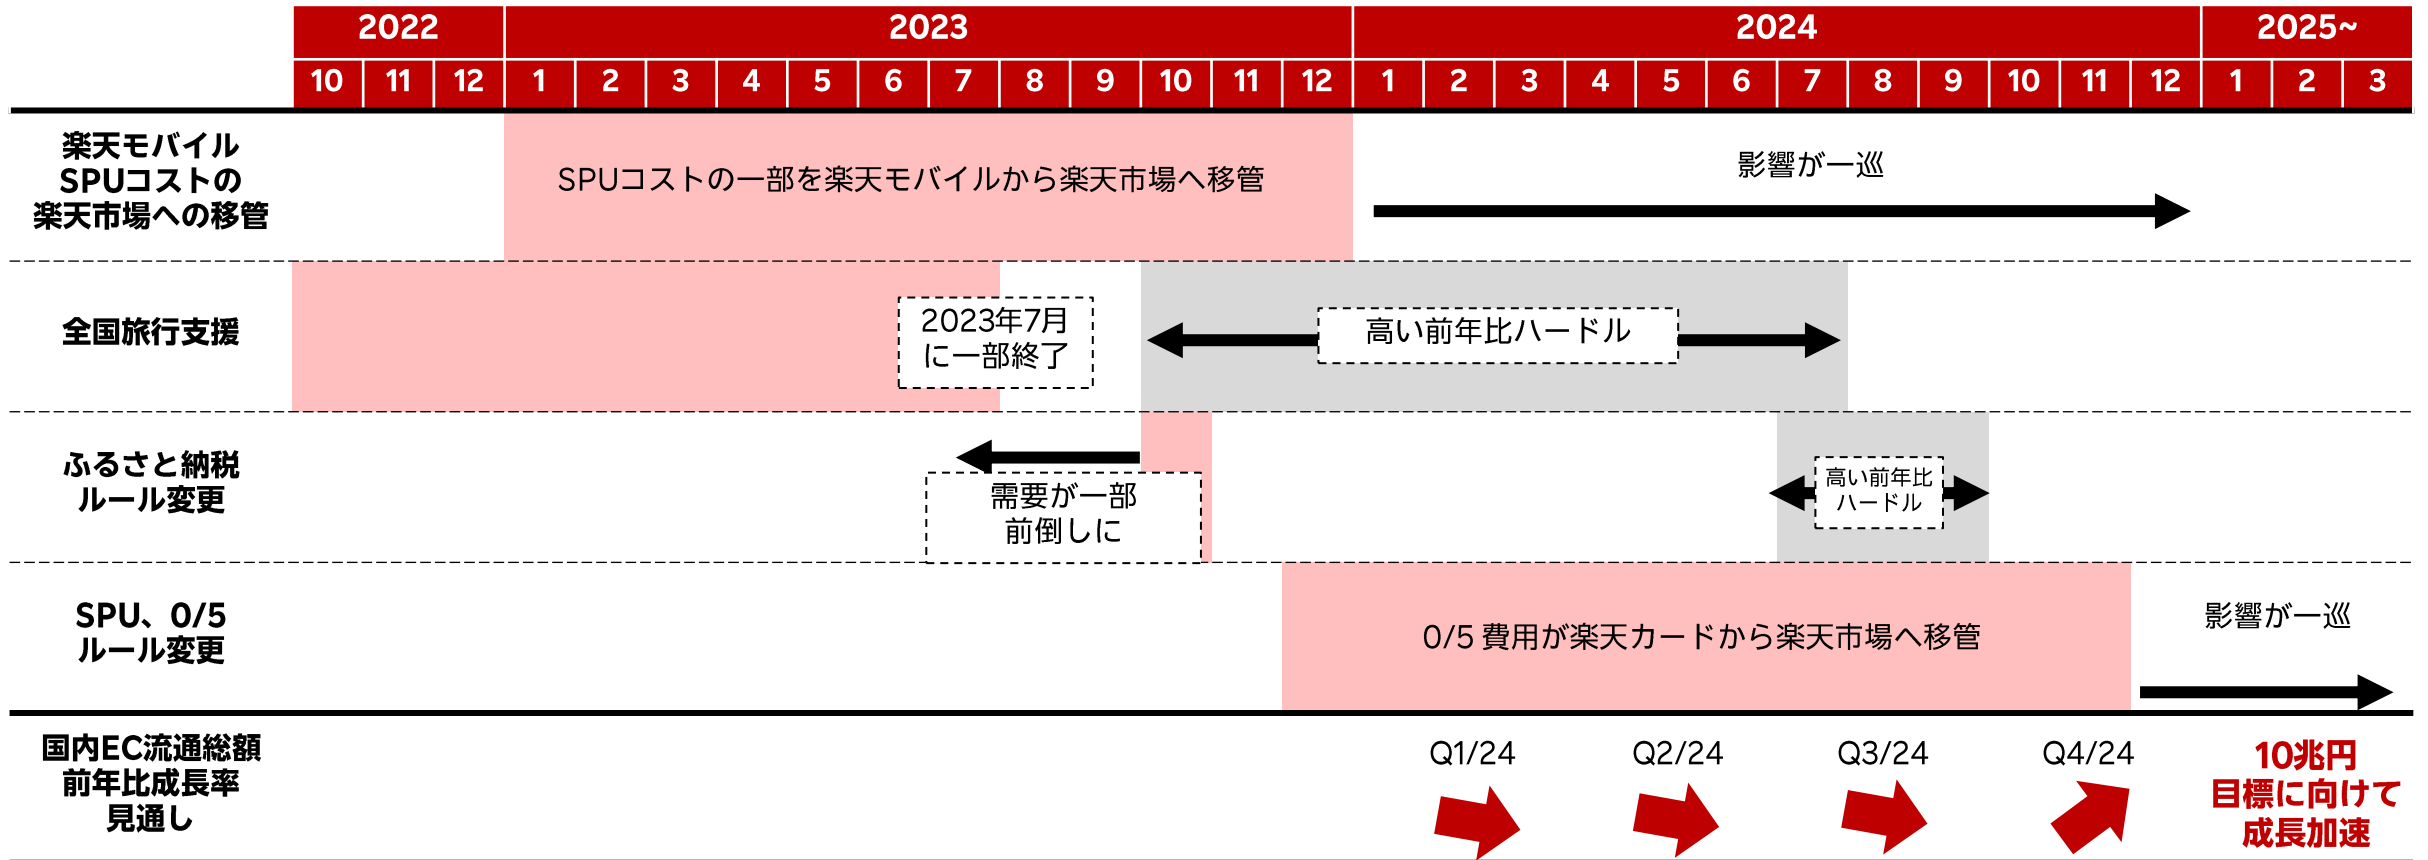 2022 2023 2024 2025~
10 11 12 1 2 3 4 5 6 7 8 9 10 11 12 1 2 3 4 5 6 7 8 9 10 11 12 1 2 3
楽天モバイル
SPUコストの
楽天市場への移管
SPUコストの一部を楽天モバイルから楽天市場へ移管
影響が一巡
全国旅行支援
2023年7月
に一部終了
高い前年比ハードル
ふるさと納税
ルール変更
需要が一部
前倒しに
高い前年比
ハードル
SPU、0/5
ルール変更
0/5 費用が楽天カードから楽天市場へ移管
影響が一巡
国内EC流通総額
前年比成長率
見通し
Q1/24
Q2/24
Q3/24
Q4/24
10兆円
目標に向けて
成長加速